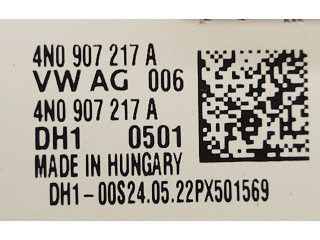 4N0 907 217 A
VW AG 006
4N0 907 217 A
DH1 0501
MADE IN HUNGARY
DH1-00S24.05.22PX501569